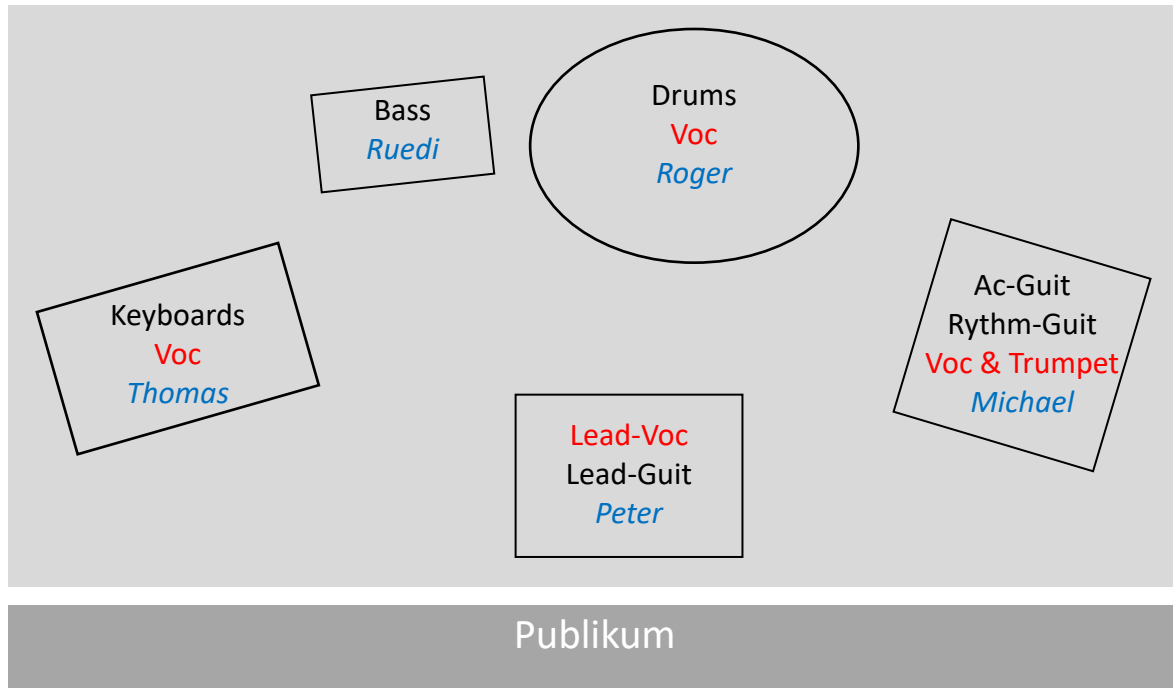 Bass
Ruedi
Drums
Voc
Roger
Keyboards
Voc
Thomas
Ac-Guit
Rythm-Guit
Voc & Trumpet
Michael
Lead-Voc
Lead-Guit
Peter
Publikum